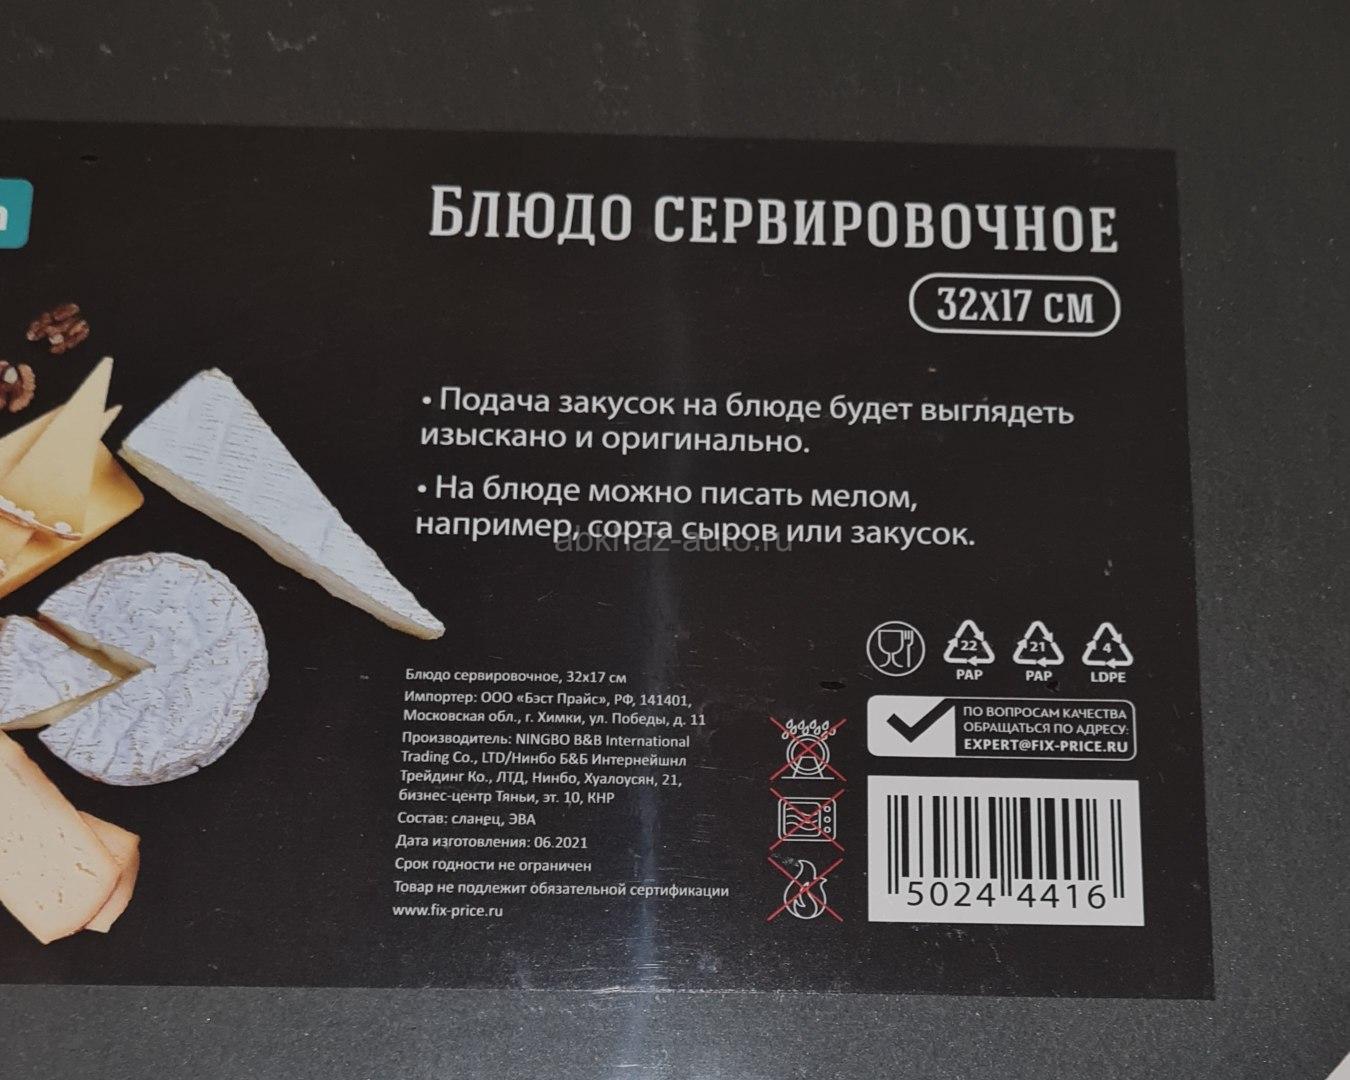 БЛЮДО СЕРВИРОВОЧНОЕ
32х17 СМ
• Подача закусок на блюде будет выглядеть
изысканно и оригинально.
• На блюде можно писать мелом,
например, сорта сыров или закусок.
abkhaz-auto.ru
22
PAP
21
PAP
4
LDPE
ПО ВОПРОСАМ КАЧЕСТВА
ОБРАЩАТЬСЯ ПО АДРЕСУ:
EXPERT@FIX-PRICE.RU
Блюдо сервировочное, 32х17 см
Импортер: ООО «Бэст Прайс», РФ, 141401,
Московская обл., г. Химки, ул. Победы, д. 11
Производитель: NINGBO B&B International
Trading Co., LTD/Нинбо Б&Б Интернейшнл
Трейдинг Ко., ЛТД, Нинбо, Хуалоусян, 21,
бизнес-центр Тяньи, эт. 10, КНР
Состав: сланец, ЭВА
Дата изготовления: 06.2021
Срок годности не ограничен
Товар не подлежит обязательной сертификации
www.fix-price.ru
5024 4416